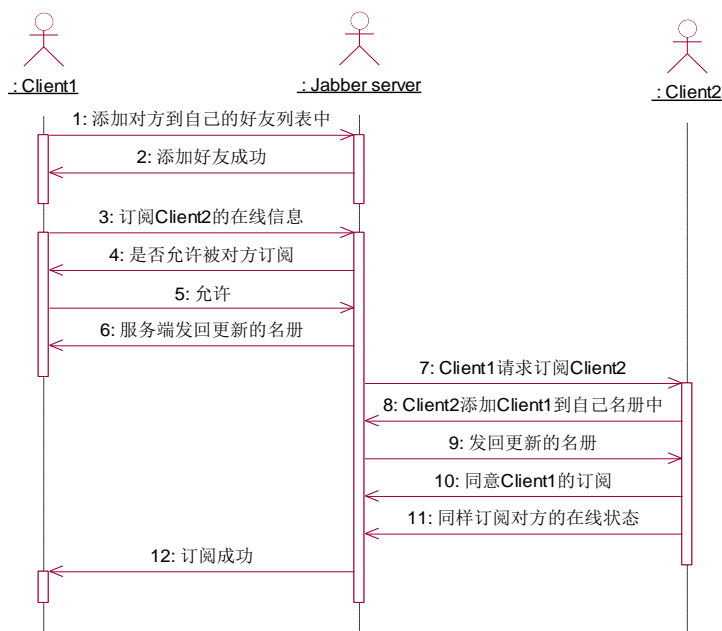 : Client1
: Jabber server
: Client2
1: 添加对方到自己的好友列表中
2: 添加好友成功
3: 订阅Client2的在线信息
4: 是否允许被对方订阅
5: 允许
6: 服务端发回更新的名册
7: Client1请求订阅Client2
8: Client2添加Client1到自己名册中
9: 发回更新的名册
10: 同意Client1的订阅
11: 同样订阅对方的在线状态
12: 订阅成功